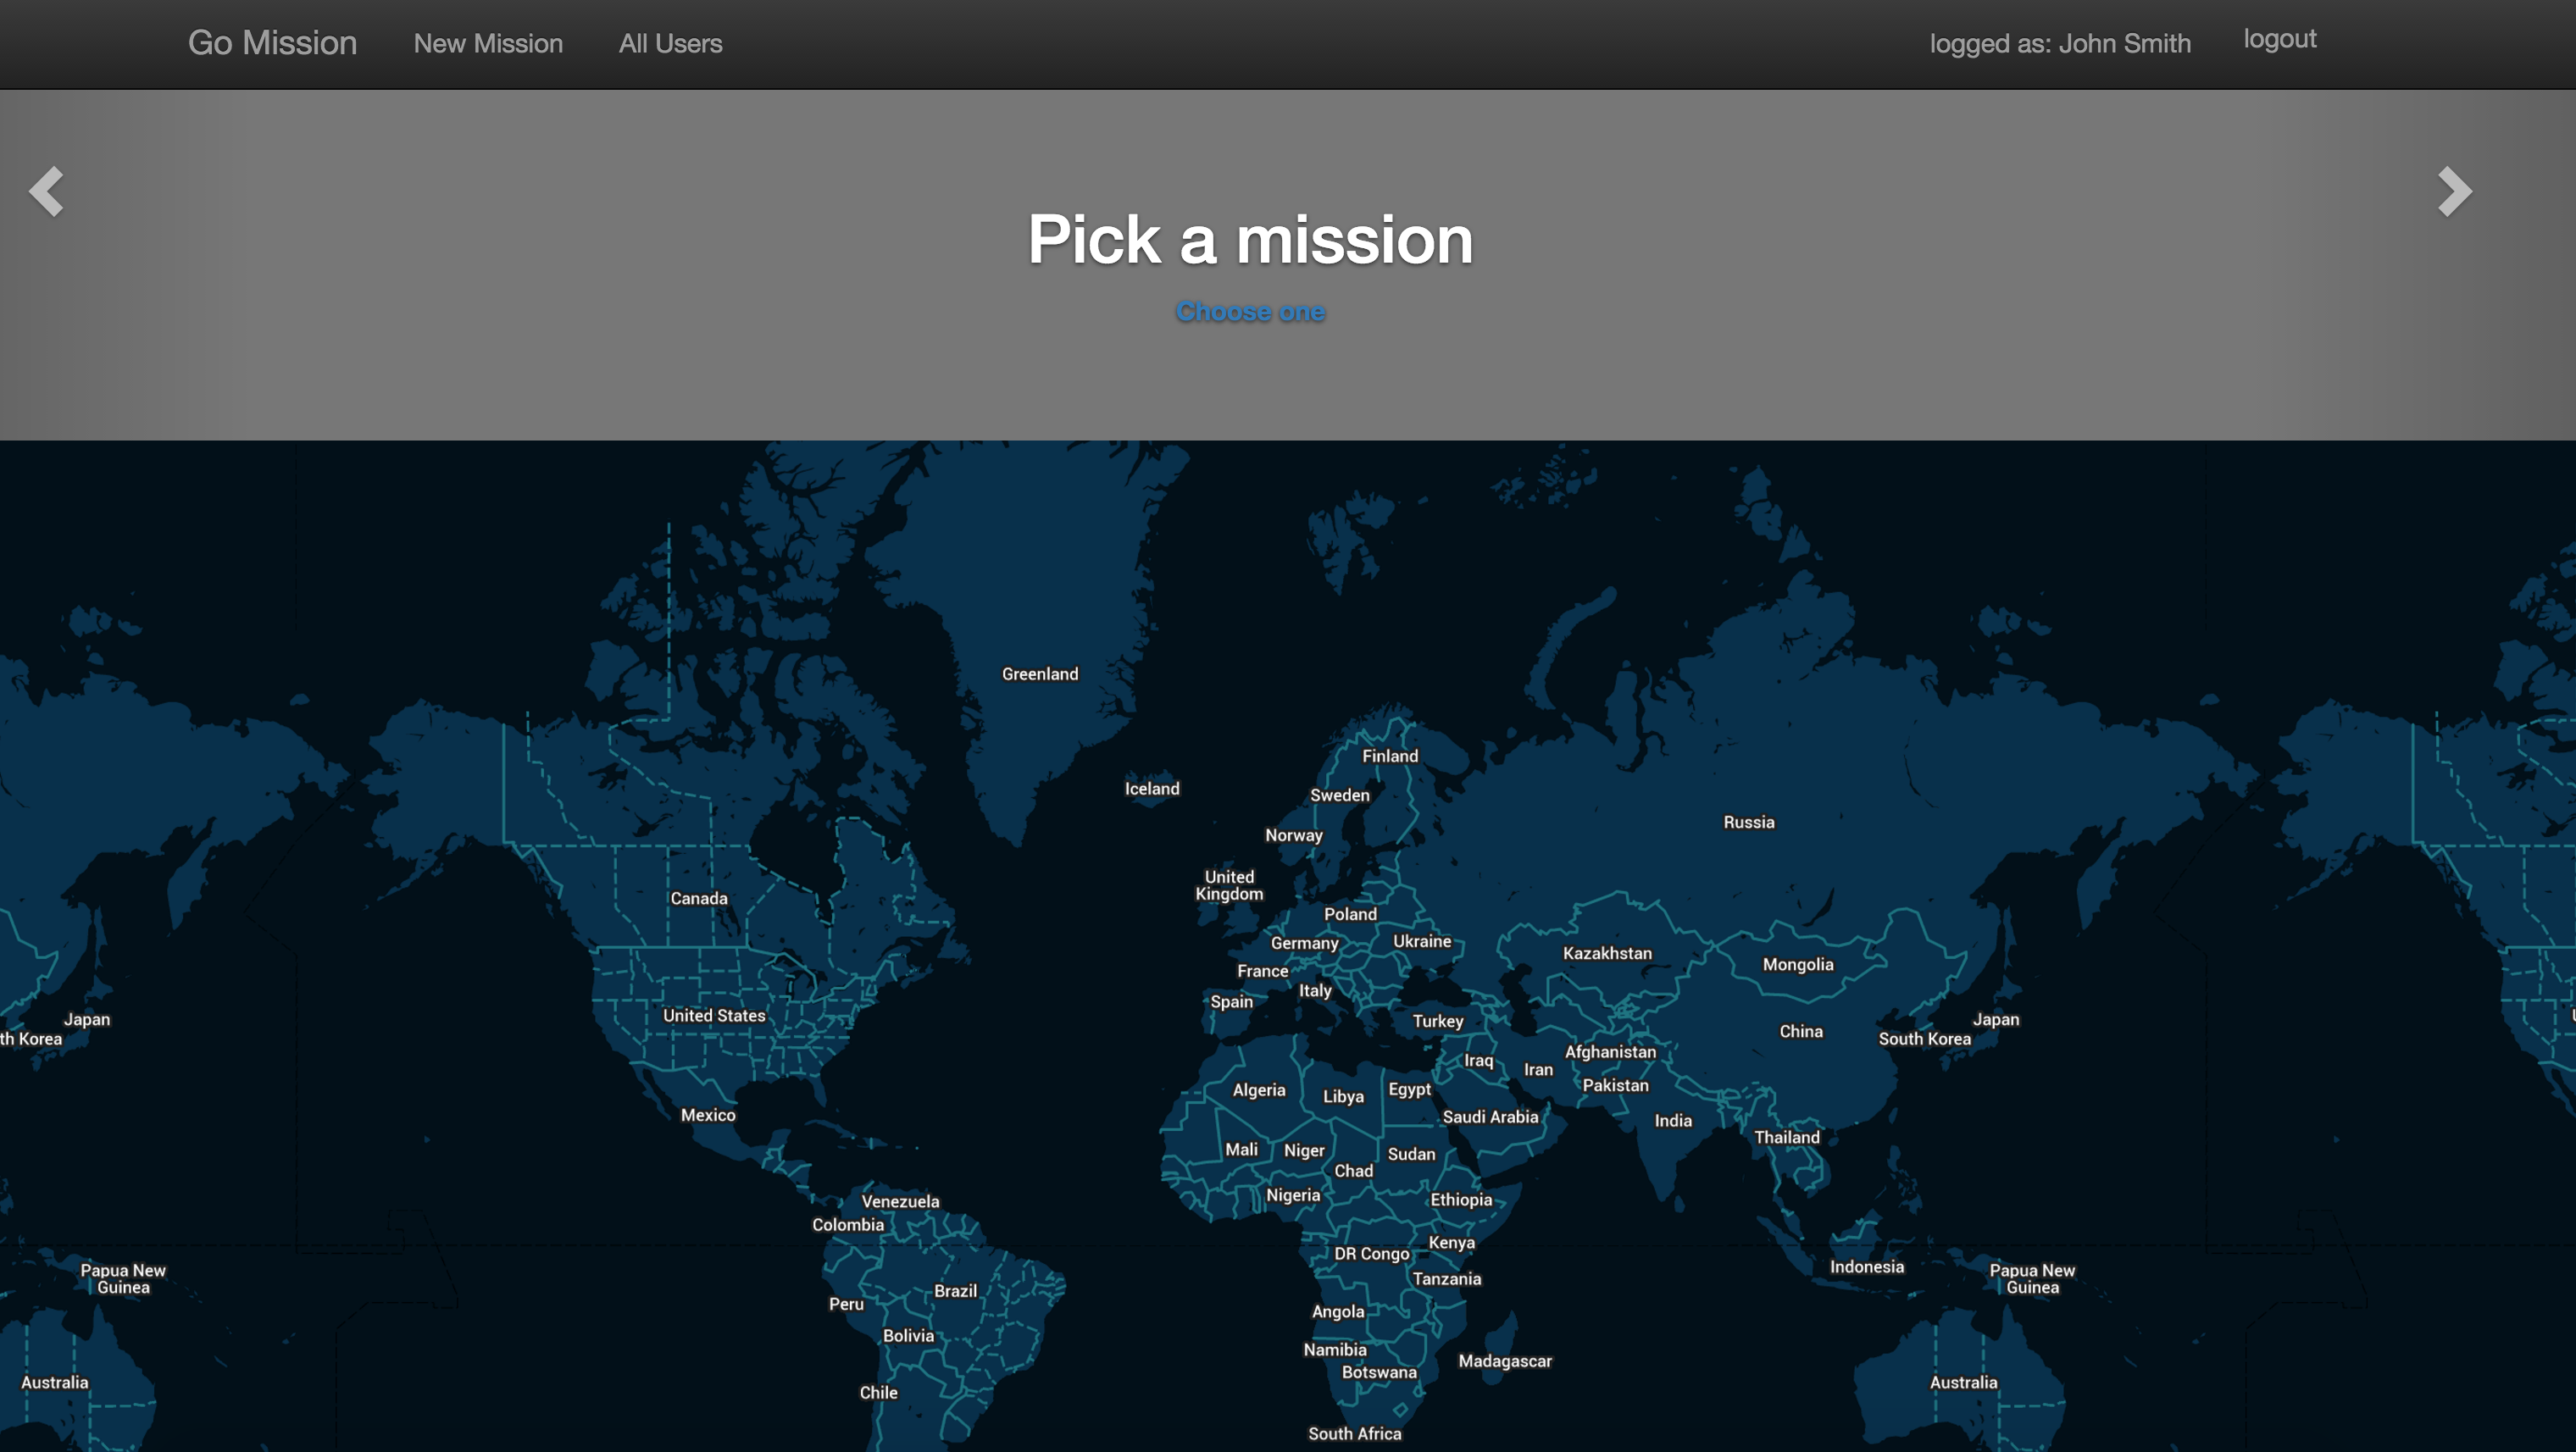 Go Mission
New Mission
All Users
logged as: John Smith
logout
Pick a mission
Choose one
Greenland
Finland
Iceland
Sweden
Russia
Norway
United
Kingdom
Canada
Poland
Germany
Ukraine
Kazakhstan
Mongolia
France
Italy
Spain
United States
Japan
th Korea
Turkey
China
South Korea
Japan
Afghanistan
Iraq
Iran
Pakistan
Algeria
Libya
Egypt
Mexico
Saudi Arabia
India
Thailand
Mali
Niger
Sudan
Chad
Nigeria
Ethiopia
Venezuela
Colombia
Kenya
DR Congo
Papua New
Guinea
Indonesia
Papua New
Guinea
Tanzania
Brazil
Peru
Angola
Bolivia
Namibia
Madagascar
Botswana
Australia
Chile
Australia
South Africa